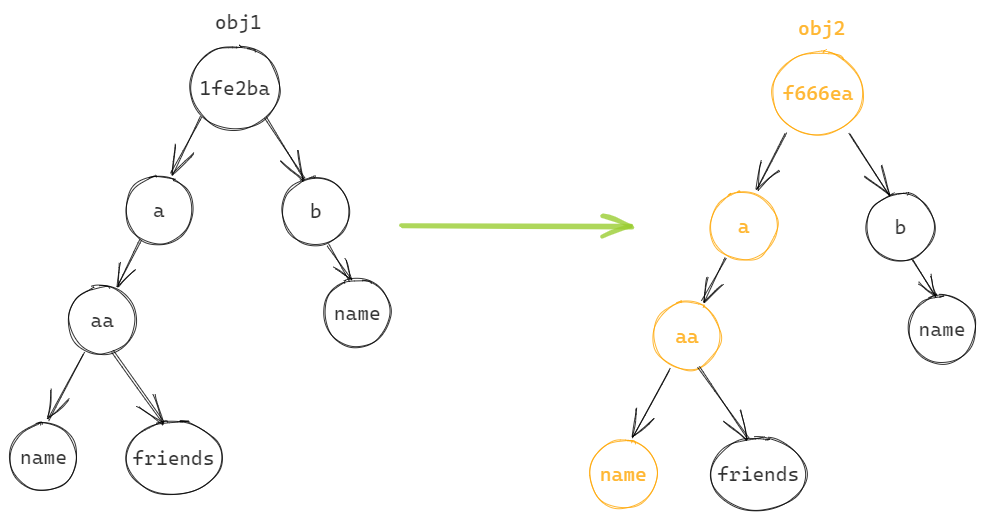 obj1
1fe2ba
a
b
aa
name
name
friends
obj2
f666ea
a
b
aa
name
name
friends